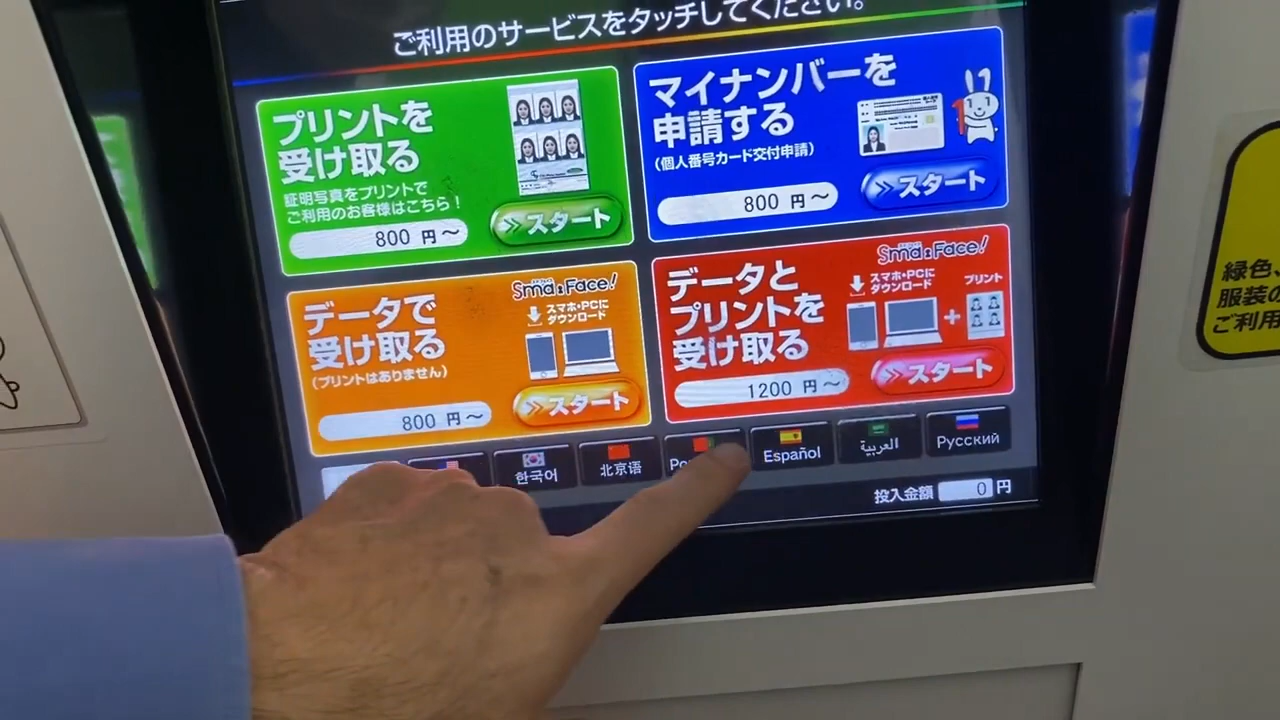 ご利用のサービスをタッチしてください。
プリントを
受け取る
証明写真をプリントで
ご利用のお客様はこちら!
800 円〜
スタート
マイナンバーを
申請する
(個人番号カード交付申請)
800 円〜
スタート
データで
受け取る
(プリントはありません)
Sma Face!
スマホ・PCに
ダウンロード
800 円〜
スタート
データと
プリントを
受け取る
Sma Face!
スマホ・PCに
ダウンロード
プリント
1200 円〜
スタート
한국어
北京语
Po
Español
العربية
Русский
投入金額 0 円
緑色、
服装の
ご利用